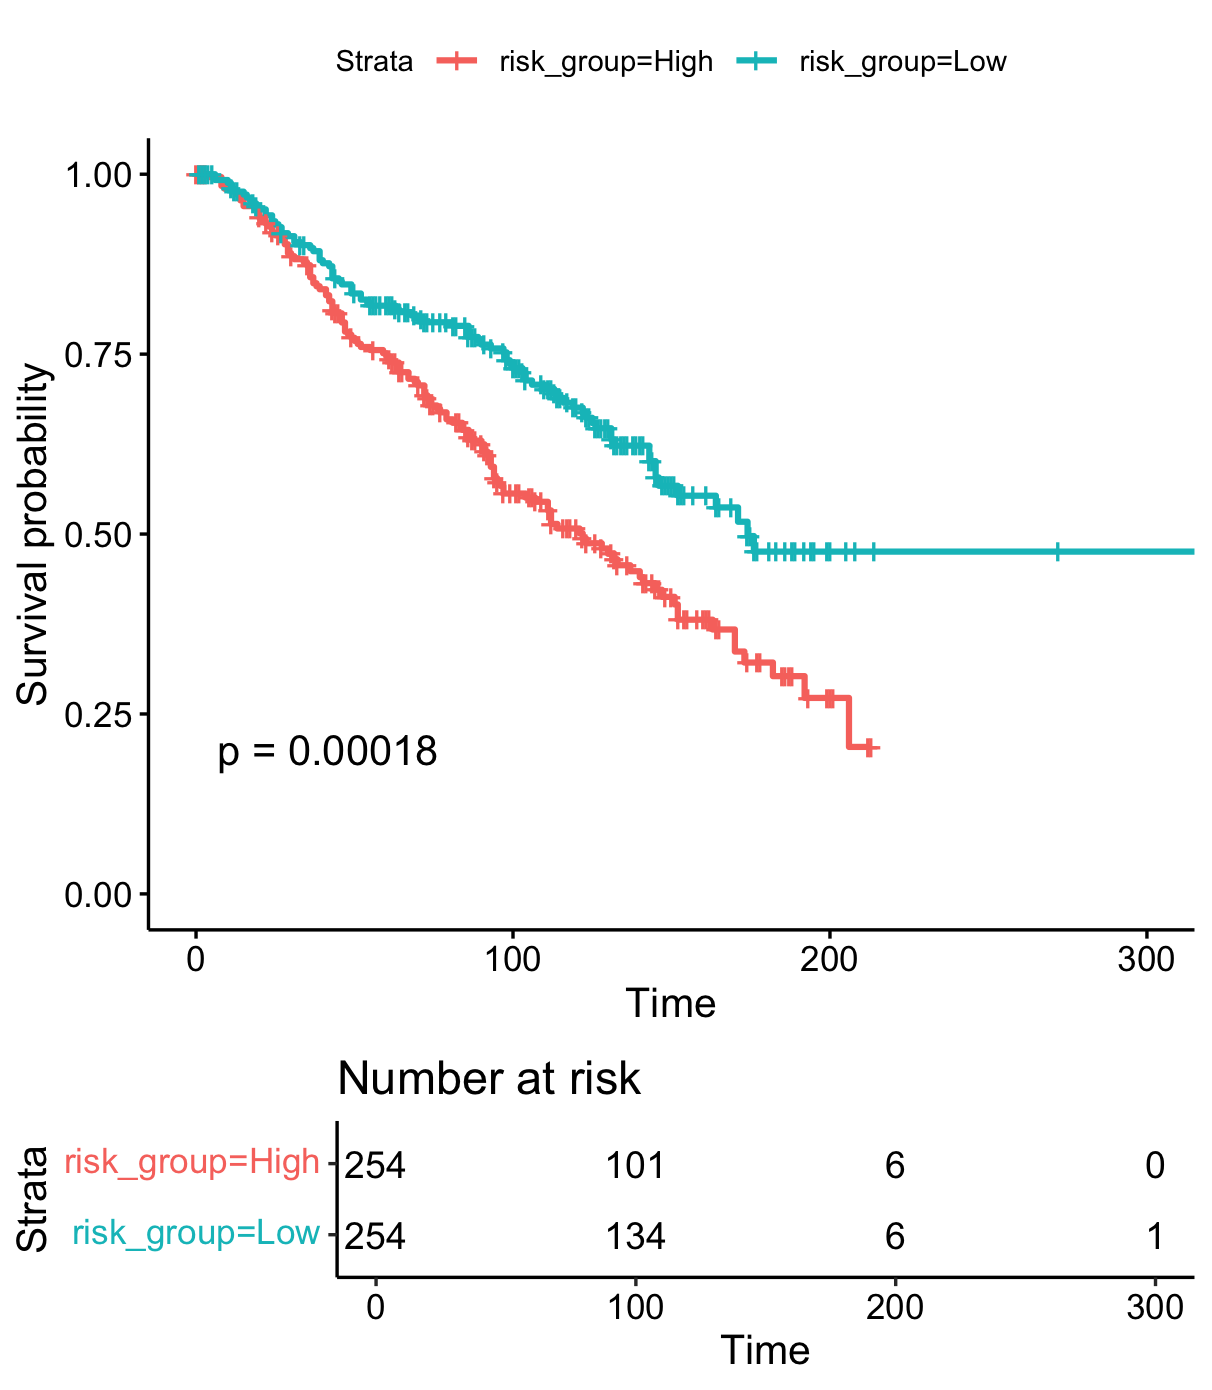 Strata risk_group=High risk_group=Low
Survival probability
1.00
0.75
0.50
0.25
0.00
p = 0.00018
0 100 200 300
Time
Number at risk
Strata
risk_group=High 254 101 6 0
risk_group=Low 254 134 6 1
0 100 200 300
Time